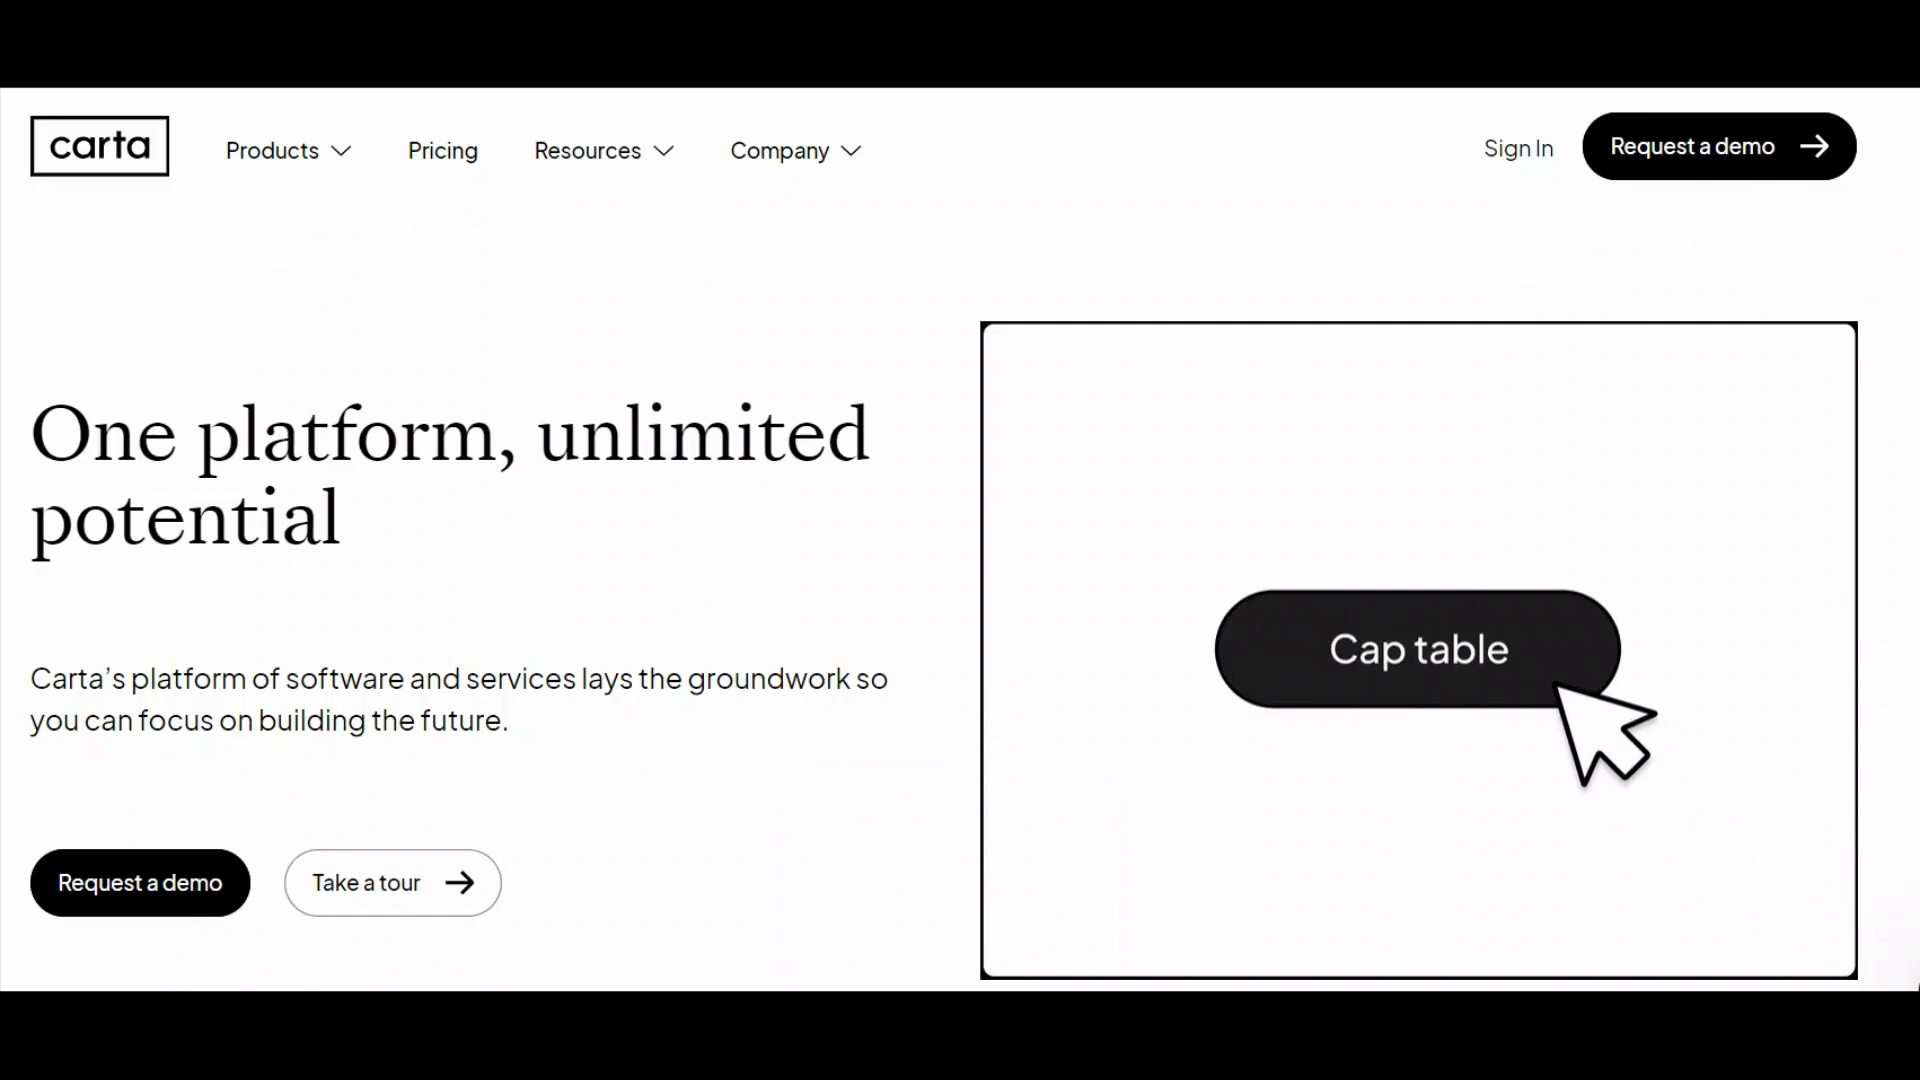 carta
Products
Pricing
Resources
Company
Sign In
Request a demo
One platform, unlimited
potential
Carta’s platform of software and services lays the groundwork so
you can focus on building the future.
Request a demo
Take a tour
Cap table